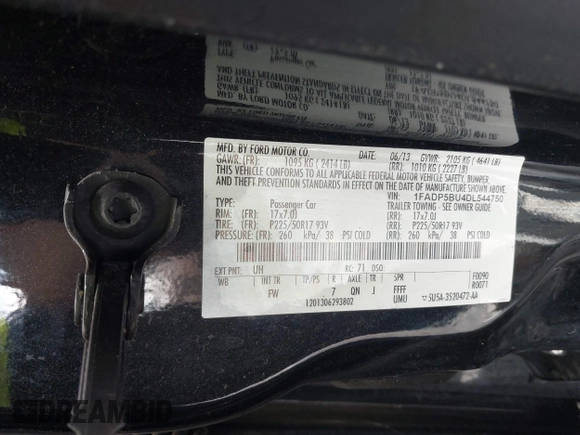 MFD. BY FORD MOTOR CO. DATE: 06/13 GVWR: 2105 KG ( 4641 LB)
GAWR: (FR): 1095 KG ( 2414 LB) (RR): 1010 KG ( 2227 LB)
THIS VEHICLE CONFORMS TO ALL APPLICABLE FEDERAL MOTOR VEHICLE SAFETY, BUMPER
AND THEFT PREVENTION STANDARDS IN EFFECT ON THE DATE OF MANUFACTURE SHOWN ABOVE.
VIN: 1FADP5BU4DL544750
TYPE: Passenger Car TRAILER TOWING - SEE OWNER GUIDE
RIM: (FR): 17x7.0J (RR): 17x7.0J
TIRE: (FR): P225/50R17 93V (RR): P225/50R17 93V
PRESSURE: (FR): 260 kPa/ 38 PSI COLD (RR): 260 kPa/ 38 PSI COLD
EXT PNT: UH RC: 71 DSO: F0090
WB INT TR TP/PS R AXLE TR SPR R0071
FW 7 QN J FFFF
1201306293802 UMU 5U5A-3520472-AA
DREAMBID